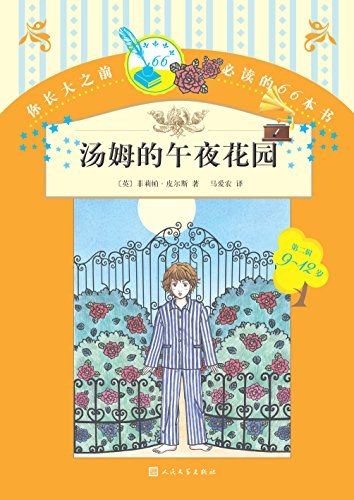 你长大之前 必读的66本书
66
汤姆的午夜花园
〔英〕菲莉帕·皮尔斯 著 马爱农 译
第二辑
9~12岁
人民文学出版社